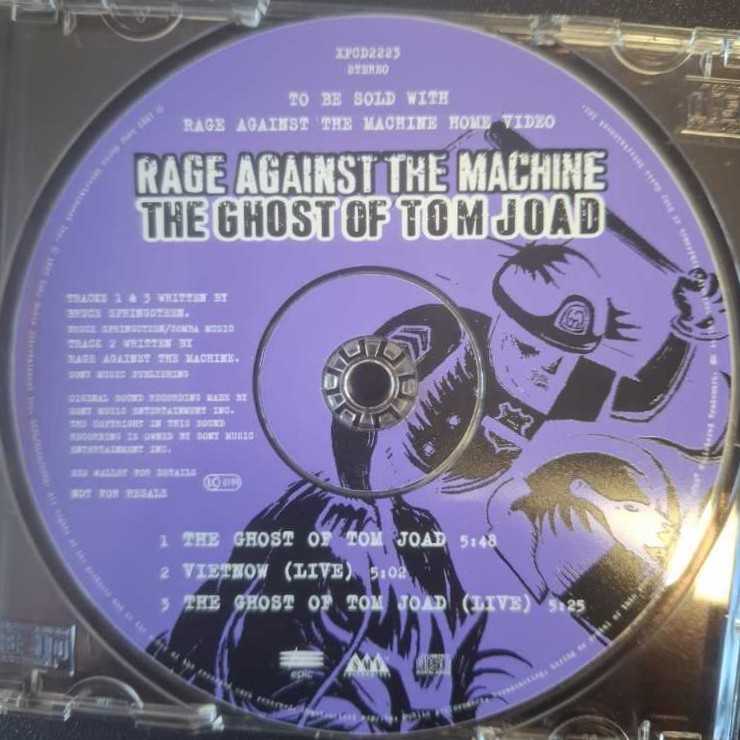 XPCD2223
STEREO
TO BE SOLD WITH
RAGE AGAINST THE MACHINE HOME VIDEO
RAGE AGAINST THE MACHINE
THE GHOST OF TOM JOAD
TRACKS 1 & 3 WRITTEN BY
BRUCE SPRINGSTEEN.
BRUCE SPRINGSTEEN/ZOMBA MUSIC
TRACK 2 WRITTEN BY
RAGE AGAINST THE MACHINE.
SONY MUSIC PUBLISHING
ORIGINAL SOUND RECORDING MADE BY
SONY MUSIC ENTERTAINMENT INC.
THE COPYRIGHT IN THIS SOUND
RECORDING IS OWNED BY SONY MUSIC
ENTERTAINMENT INC.
SEE WALLET FOR DETAILS
NOT FOR RESALE
LC 0199
1 THE GHOST OF TOM JOAD 5:48
2 VIETNOW (LIVE) 5:02
3 THE GHOST OF TOM JOAD (LIVE) 5:25
epic